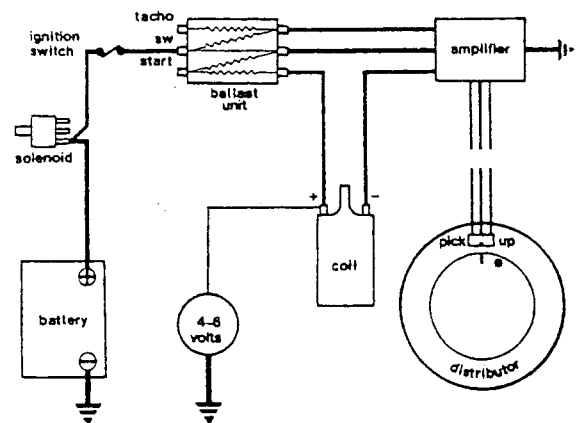 tacho
sw
start
ignition
switch
ballast
unit
amplifier
solenoid
+
-
coil
pick up
battery
4-6
volts
distributor